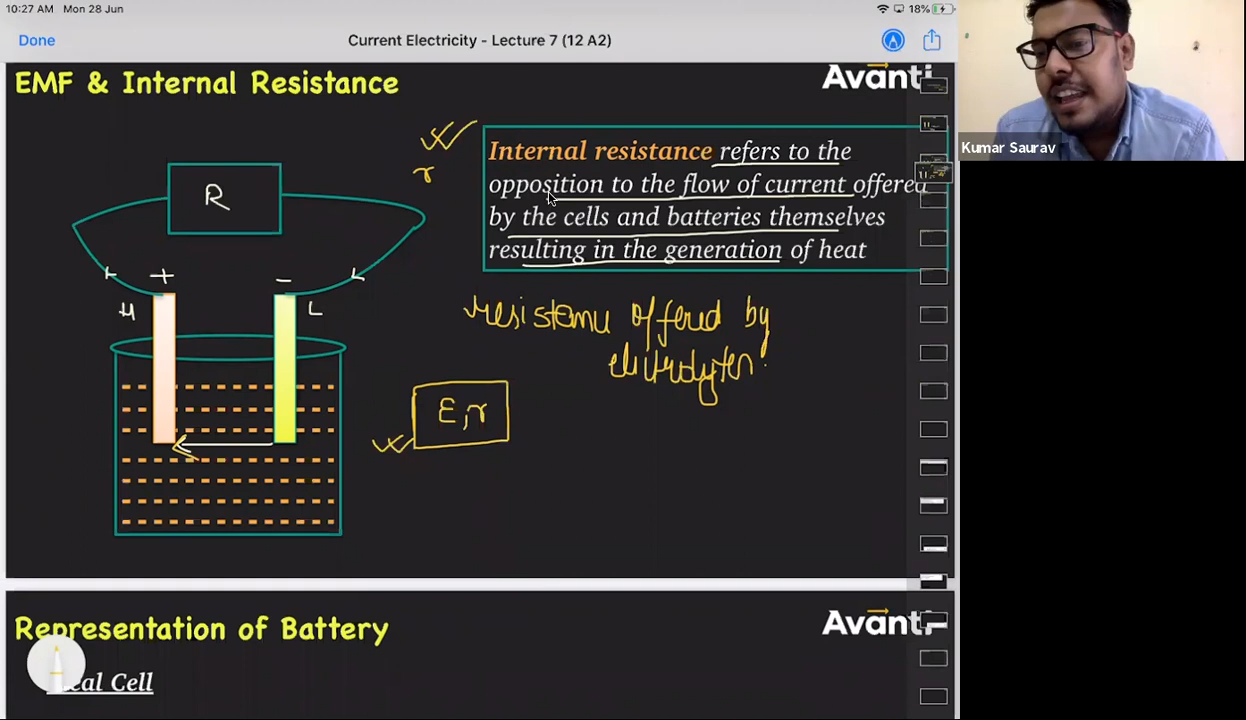 10:27 AM Mon 28 Jun
18%
Done
Current Electricity - Lecture 7 (12 A2)
EMF & Internal Resistance
Avanti
Kumar Saurav
R
r
Internal resistance refers to the
opposition to the flow of current offered
by the cells and batteries themselves
resulting in the generation of heat
+
-
H
L
resistance offered by
electrolytes.
E, r
Representation of Battery
Avanti
Cell